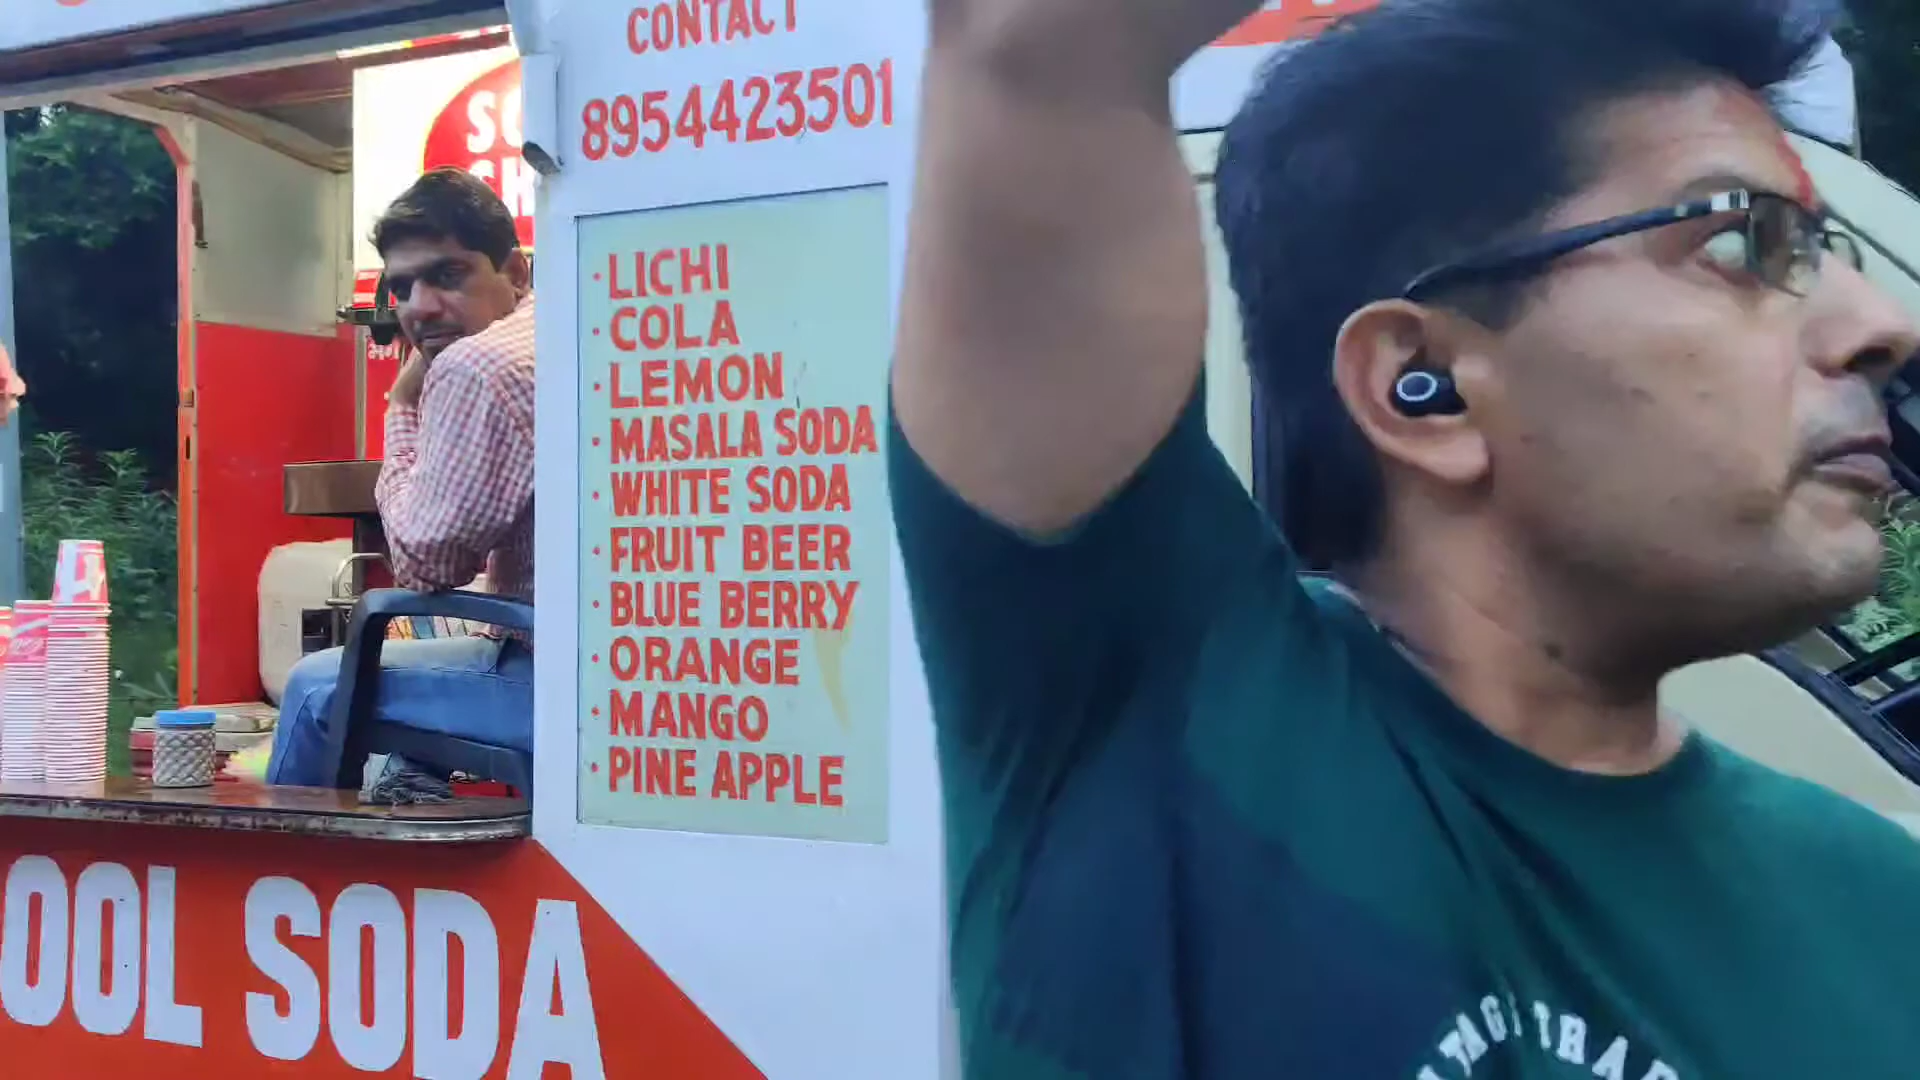 CONTACT
8954423501
· LICHI
· COLA
· LEMON
· MASALA SODA
· WHITE SODA
· FRUIT BEER
· BLUE BERRY
· ORANGE
· MANGO
· PINE APPLE
OOL SODA